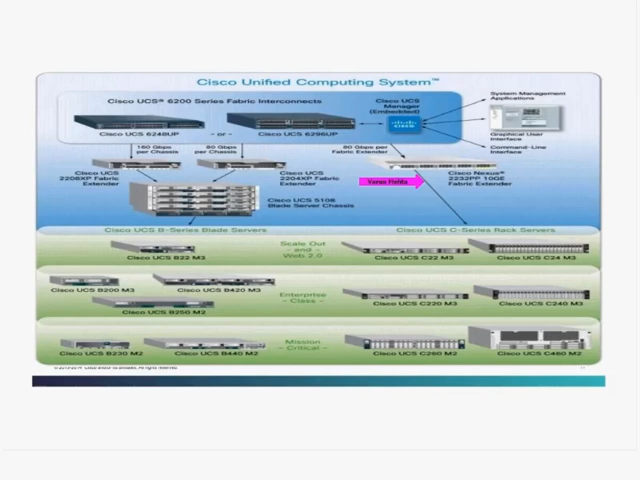 Cisco Unified Computing System™
Cisco UCS® 6200 Series Fabric Interconnects
Cisco UCS
Manager
(Embedded)
System Management
Applications
Cisco UCS 6248UP
- or -
Cisco UCS 6296UP
Graphical User
Interface
Command-Line
Interface
160 Gbps
per Chassis
80 Gbps
per Chassis
80 Gbps per
Fabric Extender
Cisco UCS
2208XP Fabric
Extender
Cisco UCS
2204XP Fabric
Extender
Cisco Nexus®
2232PP 10GE
Fabric Extender
Cisco UCS 5108
Blade Server Chassis
Cisco UCS B-Series Blade Servers
Cisco UCS C-Series Rack Servers
Cisco UCS B22 M3
Scale Out
- and -
Web 2.0
Cisco UCS C22 M3
Cisco UCS C24 M3
Cisco UCS B200 M3
Cisco UCS B420 M3
Cisco UCS B250 M2
Enterprise
- Class -
Cisco UCS C220 M3
Cisco UCS C240 M3
Cisco UCS B230 M2
Cisco UCS B440 M2
Mission
- Critical -
Cisco UCS C260 M2
Cisco UCS C460 M2
All rights reserved.